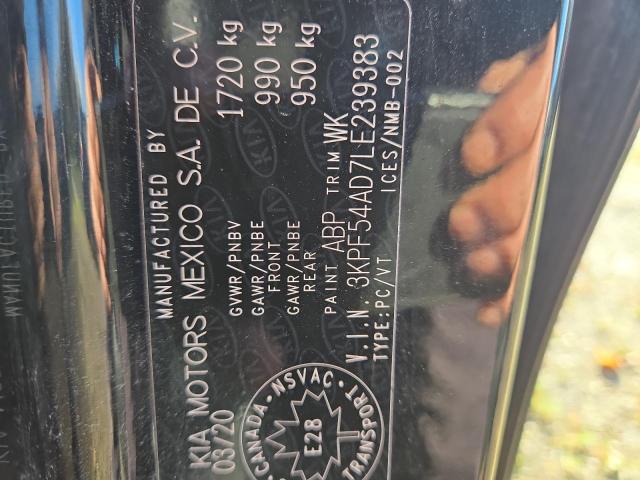 MANUFACTURED BY
KIA MOTORS MEXICO S.A. DE C.V.
03/20
GVWR/PNBV 1720 kg
GAWR/PNBE 990 kg
FRONT
GAWR/PNBE 950 kg
REAR
PAINT ABP TRIM WK
V.I.N: 3KPF54AD7LE239383
TYPE:PC/VT ICES/NMB-002
CANADA · NSVAC ·
E28
TRANSPORT